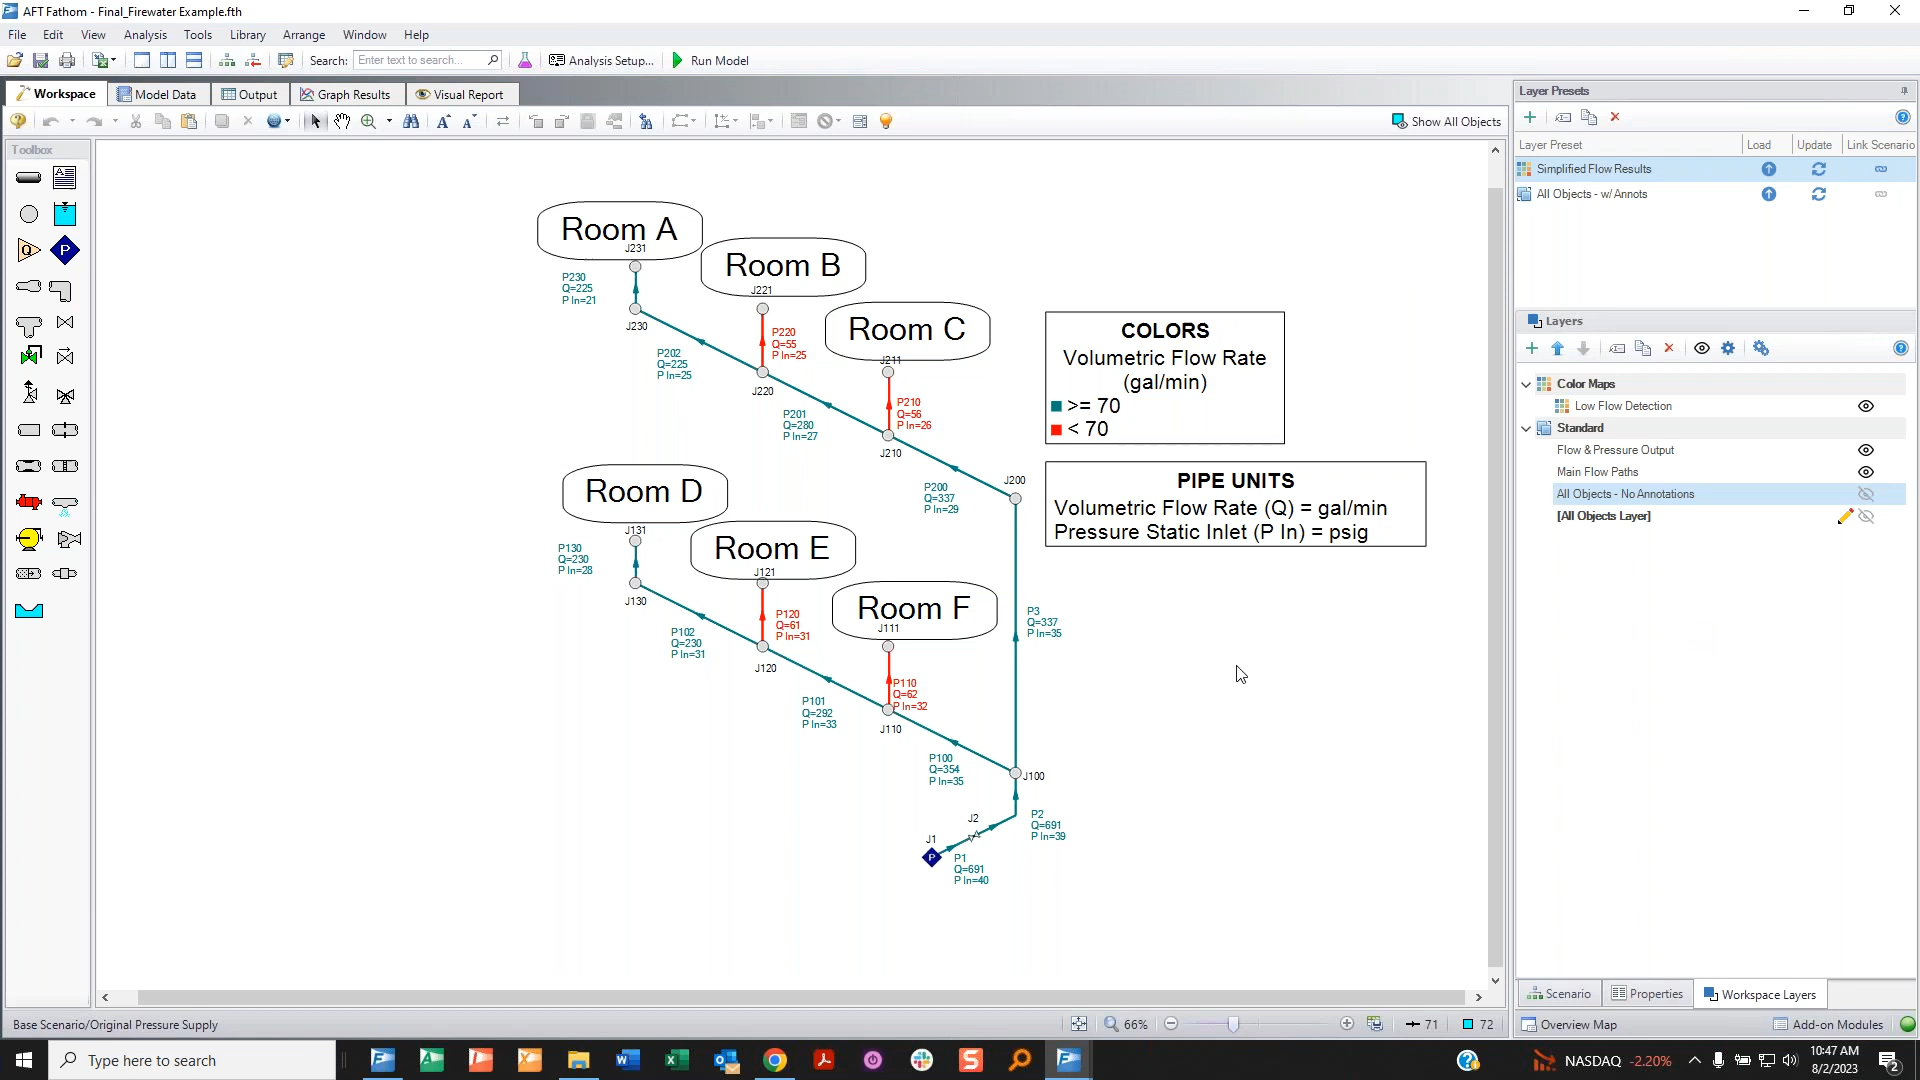 AFT Fathom - Final_Firewater Example.fth
File Edit View Analysis Tools Library Arrange Window Help
Search: Enter text to search... Analysis Setup... Run Model
Workspace Model Data Output Graph Results Visual Report
Show All Objects
Toolbox
Room A
J231
P230
Q=225
P In=21
J230
Room B
J221
P220
Q=55
P In=25
P202
Q=225
P In=25
J220
Room C
J211
P210
Q=56
P In=26
P201
Q=280
P In=27
J210
COLORS
Volumetric Flow Rate
(gal/min)
>= 70
< 70
J200
P200
Q=337
P In=29
PIPE UNITS
Volumetric Flow Rate (Q) = gal/min
Pressure Static Inlet (P In) = psig
Room D
J131
P130
Q=230
P In=28
J130
Room E
J121
P120
Q=61
P In=31
P102
Q=230
P In=31
J120
Room F
J111
P110
Q=62
P In=32
P101
Q=292
P In=33
J110
P3
Q=337
P In=35
P100
Q=354
P In=35
J100
J2
P2
Q=691
P In=39
J1
P
P1
Q=691
P In=40
Layer Presets
Layer Preset Load Update Link Scenario
Simplified Flow Results
All Objects - w/ Annots
Layers
Color Maps
Low Flow Detection
Standard
Flow & Pressure Output
Main Flow Paths
All Objects - No Annotations
[All Objects Layer]
Scenario Properties Workspace Layers
Base Scenario/Original Pressure Supply 66% 71 72 Overview Map Add-on Modules
Type here to search NASDAQ -2.20% 10:47 AM
8/2/2023
2